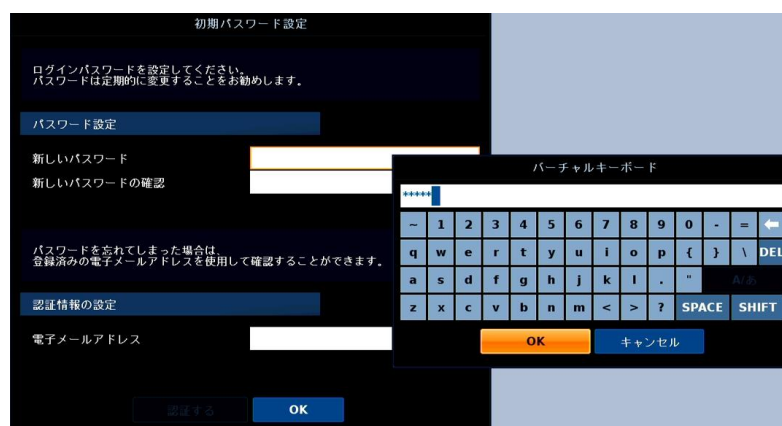 初期パスワード設定
ログインパスワードを設定してください。
パスワードは定期的に変更することをお勧めします。
パスワード設定
新しいパスワード
新しいパスワードの確認
パスワードを忘れてしまった場合は、
登録済みの電子メールアドレスを使用して確認することができます。
認証情報の設定
電子メールアドレス
認証する OK
バーチャルキーボード
*****
~ 1 2 3 4 5 6 7 8 9 0 - = ←
q w e r t y u i o p { } \ DEL
a s d f g h j k l . " A/あ
z x c v b n m < > ? SPACE SHIFT
OK キャンセル